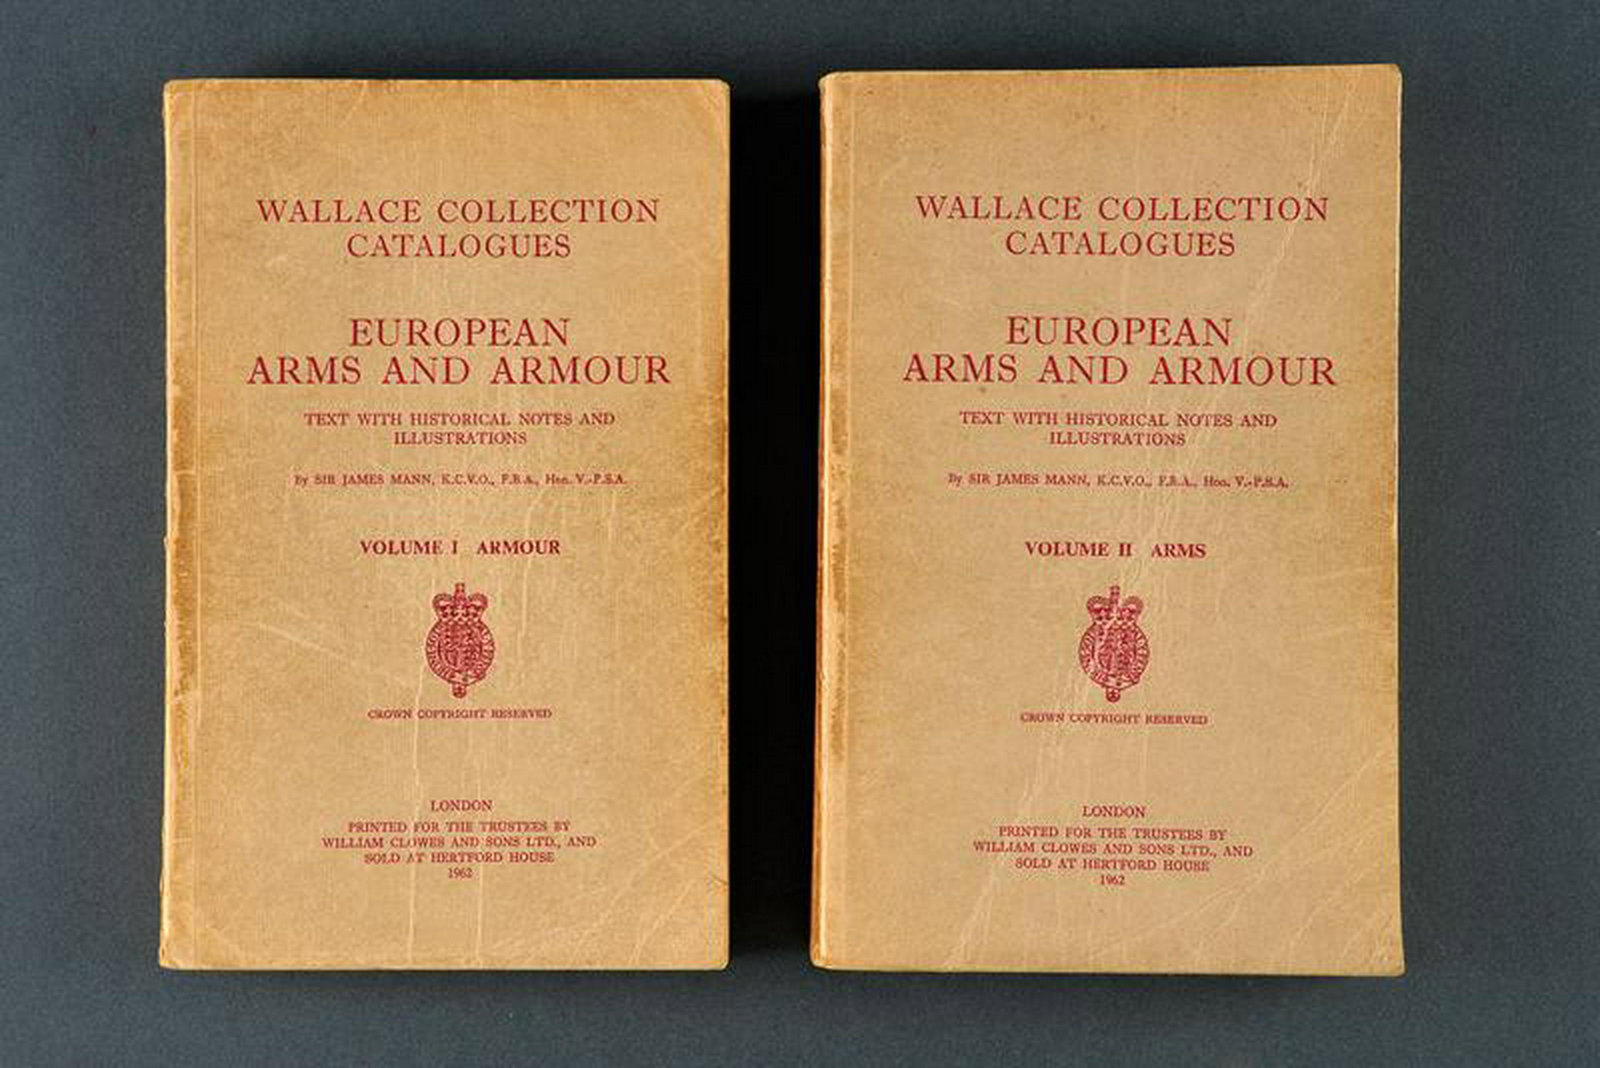 WALLACE COLLECTION
CATALOGUES
EUROPEAN
ARMS AND ARMOUR
TEXT WITH HISTORICAL NOTES AND
ILLUSTRATIONS
By SIR JAMES MANN, K.C.V.O., F.B.A., Hon. V.-P.S.A.
VOLUME I ARMOUR
CROWN COPYRIGHT RESERVED
LONDON
PRINTED FOR THE TRUSTEES BY
WILLIAM CLOWES AND SONS LTD., AND
SOLD AT HERTFORD HOUSE
1962
WALLACE COLLECTION
CATALOGUES
EUROPEAN
ARMS AND ARMOUR
TEXT WITH HISTORICAL NOTES AND
ILLUSTRATIONS
By SIR JAMES MANN, K.C.V.O., F.B.A., Hon. V.-P.S.A.
VOLUME II ARMS
CROWN COPYRIGHT RESERVED
LONDON
PRINTED FOR THE TRUSTEES BY
WILLIAM CLOWES AND SONS LTD., AND
SOLD AT HERTFORD HOUSE
1962